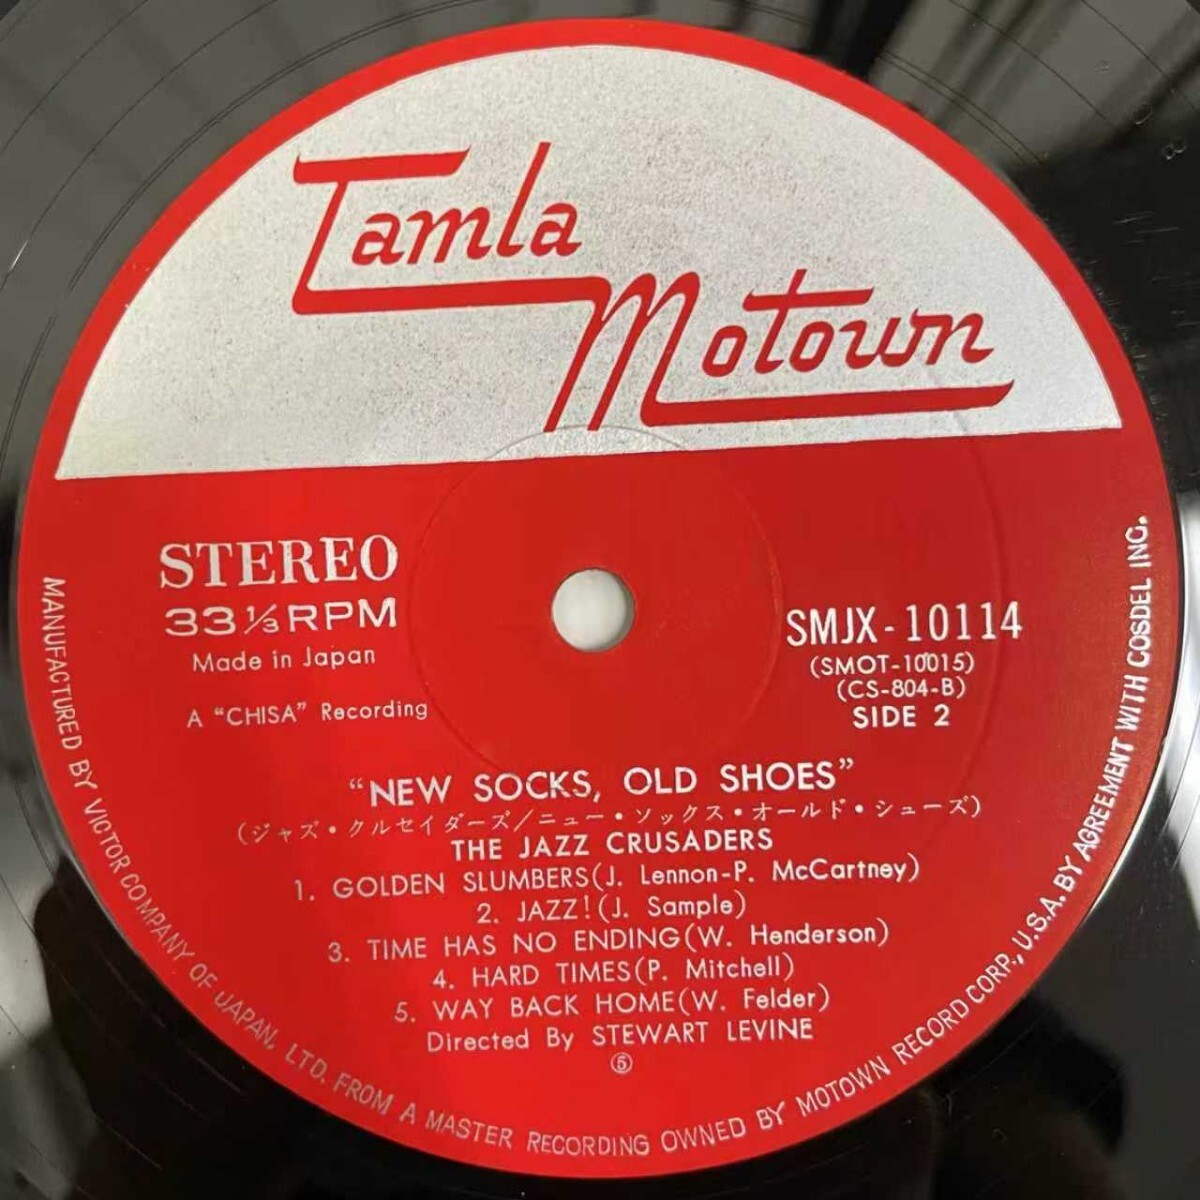 Tamla
Motown
STEREO
33 1/3 RPM
Made in Japan
A "CHISA" Recording
SMJX-10114
(SMOT-10015)
(CS-804-B)
SIDE 2
"NEW SOCKS, OLD SHOES"
(ジャズ・クルセイダーズ/ニュー・ソックス・オールド・シューズ)
THE JAZZ CRUSADERS
1. GOLDEN SLUMBERS(J. Lennon-P. McCartney)
2. JAZZ!(J. Sample)
3. TIME HAS NO ENDING(W. Henderson)
4. HARD TIMES(P. Mitchell)
5. WAY BACK HOME(W. Felder)
Directed By STEWART LEVINE
⑤
MANUFACTURED BY VICTOR COMPANY OF JAPAN, LTD. FROM A MASTER RECORDING OWNED BY MOTOWN RECORD CORP., U.S.A. BY AGREEMENT WITH COSDEL INC.